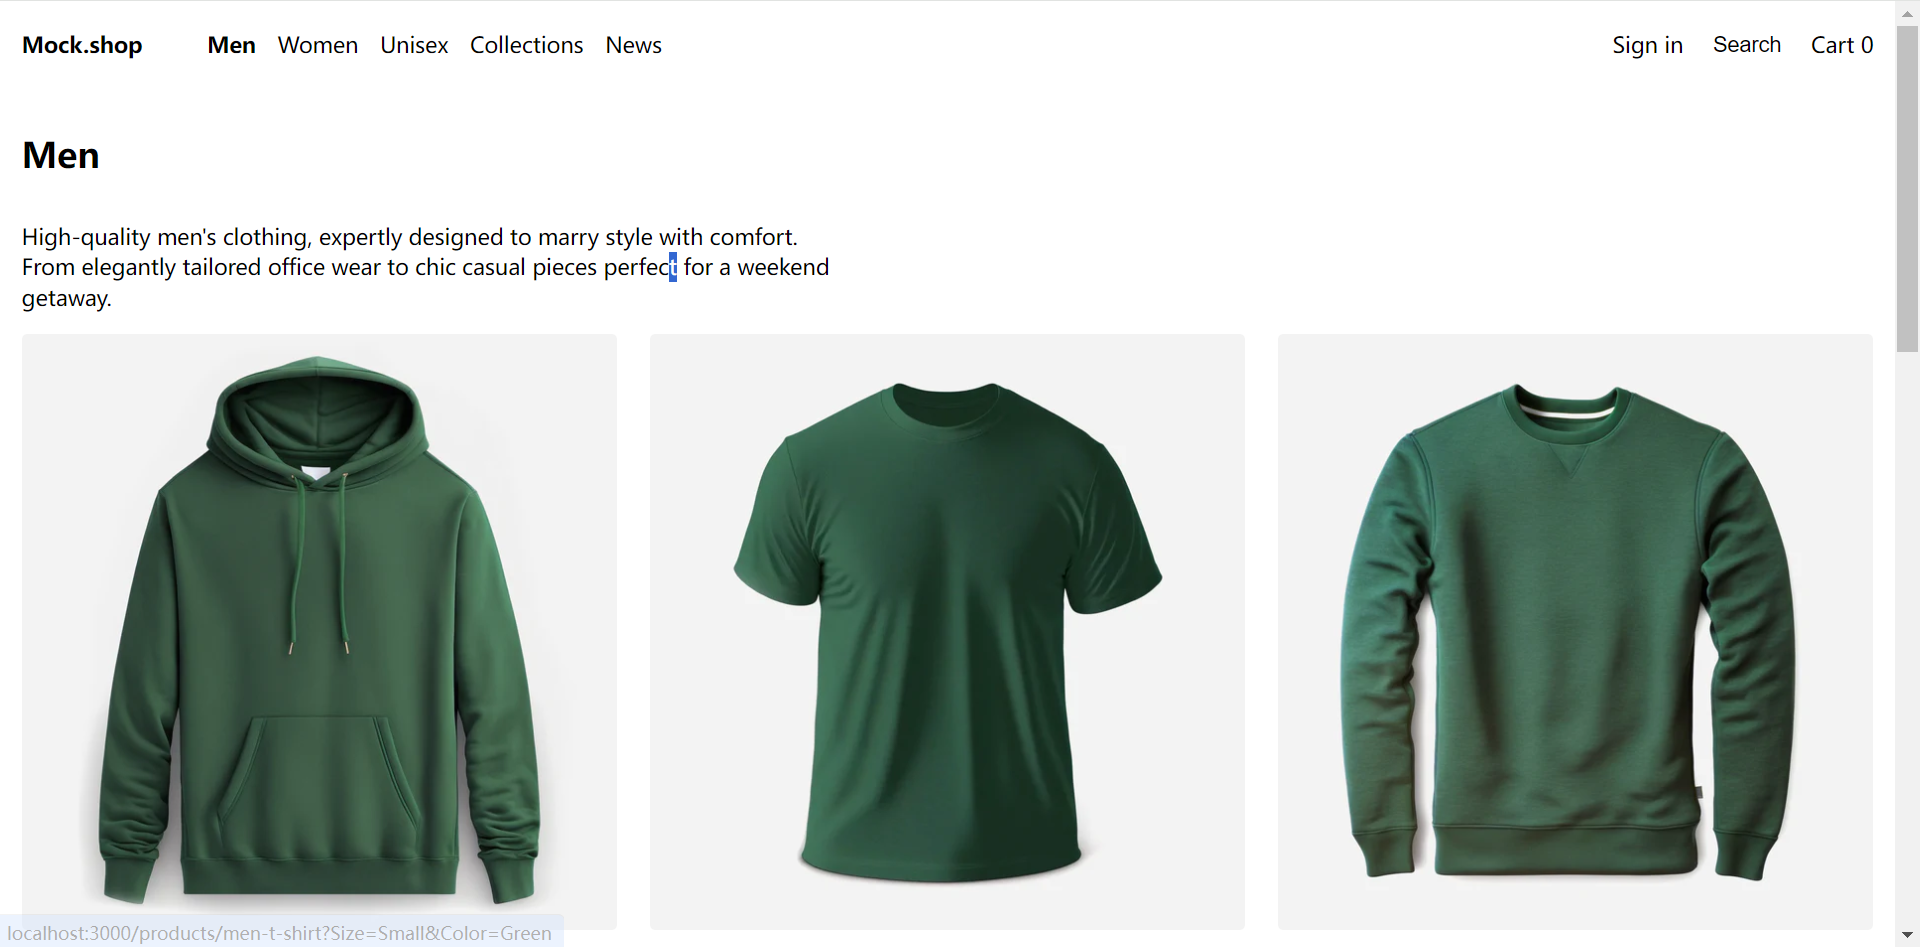 Mock.shop Men Women Unisex Collections News Sign in Search Cart 0
Men
High-quality men's clothing, expertly designed to marry style with comfort.
From elegantly tailored office wear to chic casual pieces perfect for a weekend
getaway.
localhost:3000/products/men-t-shirt?Size=Small&Color=Green